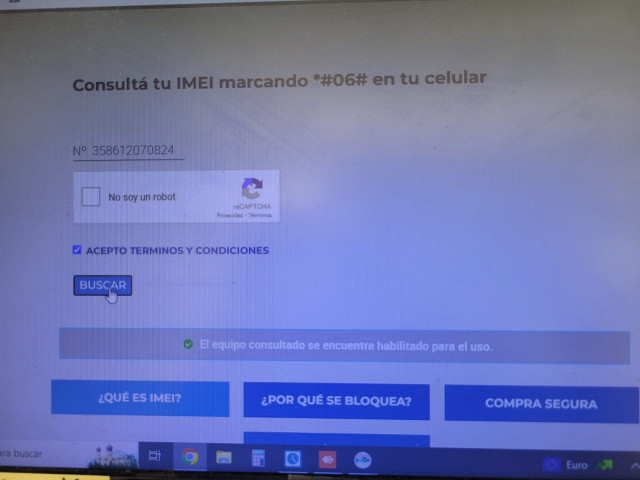 Consultá tu IMEI marcando *#06# en tu celular
Nº 358612070824
No soy un robot
reCAPTCHA
Privacidad - Términos
ACEPTO TERMINOS Y CONDICIONES
BUSCAR
El equipo consultado se encuentra habilitado para el uso.
¿QUÉ ES IMEI?
¿POR QUÉ SE BLOQUEA?
COMPRA SEGURA
ara buscar
Euro